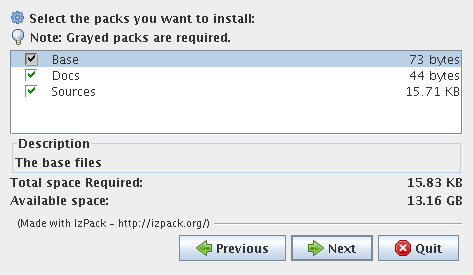 Select the packs you want to install:
Note: Grayed packs are required.
Base 73 bytes
Docs 44 bytes
Sources 15.71 KB
Description
The base files
Total space Required: 15.83 KB
Available space: 13.16 GB
(Made with IzPack - http://izpack.org/)
Previous Next Quit